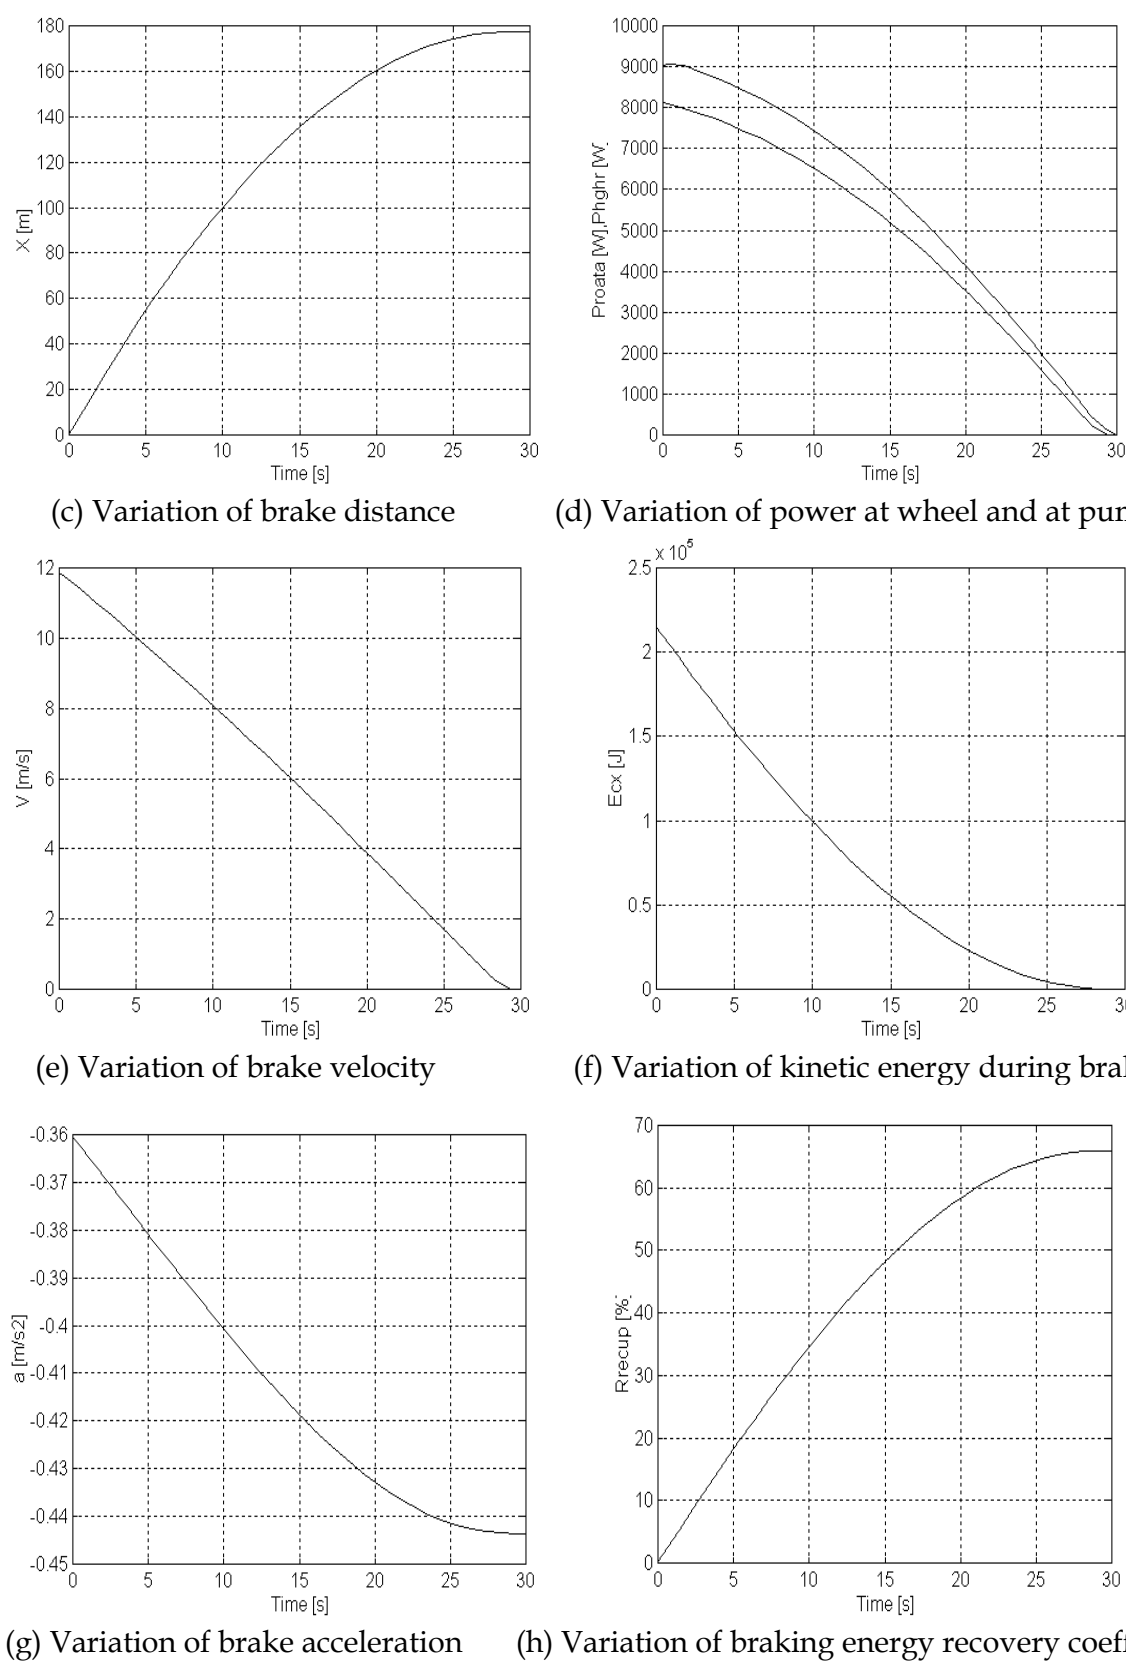 180
160
140
120
100
80
60
40
20
0
X [m]
0 5 10 15 20 25 30
Time [s]
(c) Variation of brake distance
10000
9000
8000
7000
6000
5000
4000
3000
2000
1000
0
Proata [W],Phghr [W]
0 5 10 15 20 25 30
Time [s]
(d) Variation of power at wheel and at pun
12
10
8
6
4
2
0
V [m/s]
0 5 10 15 20 25 30
Time [s]
(e) Variation of brake velocity
x 10^5
2.5
2
1.5
1
0.5
0
Ecx [J]
0 5 10 15 20 25 30
Time [s]
(f) Variation of kinetic energy during bral
-0.36
-0.37
-0.38
-0.39
-0.4
-0.41
-0.42
-0.43
-0.44
-0.45
a [m/s2]
0 5 10 15 20 25 30
Time [s]
(g) Variation of brake acceleration
70
60
50
40
30
20
10
0
Rrecup [%]
0 5 10 15 20 25 30
Time [s]
(h) Variation of braking energy recovery coeff